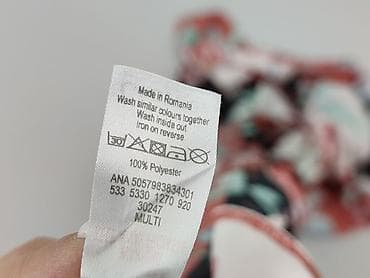 Made in Romania
Wash similar colours together
Wash inside out
iron on reverse
30
100% Polyester
ANA 5057983834301
533 5330 1270 920
30247
MULTI